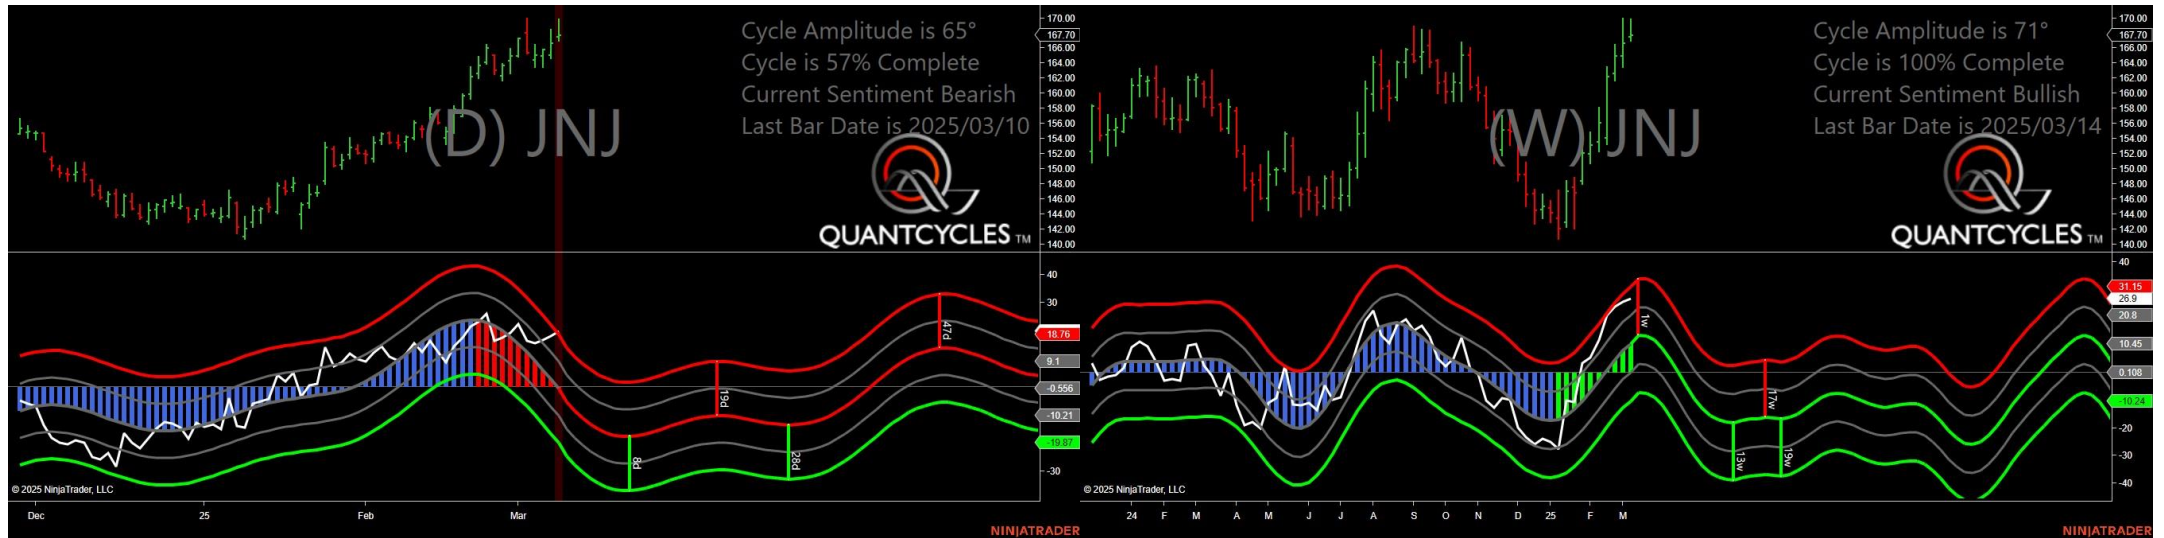 Cycle Amplitude is 65°
Cycle is 57% Complete
Current Sentiment Bearish
Last Bar Date is 2025/03/10
(D) JNJ
QUANTCYCLES TM
170.00
167.70
166.00
164.00
162.00
160.00
158.00
156.00
154.00
152.00
150.00
148.00
146.00
144.00
142.00
140.00
40
30
18.76
9.1
-0.556
-10.21
-19.87
-30
8d
19d
28d
47d
© 2025 NinjaTrader, LLC
Dec 25 Feb Mar
NINJATRADER
Cycle Amplitude is 71°
Cycle is 100% Complete
Current Sentiment Bullish
Last Bar Date is 2025/03/14
(W) JNJ
QUANTCYCLES TM
170.00
167.70
166.00
164.00
162.00
160.00
158.00
156.00
154.00
152.00
150.00
148.00
146.00
144.00
142.00
140.00
40
31.15
26.9
20.8
10.45
0.108
-10.24
-20
-30
-40
1w
13w
17w
19w
© 2025 NinjaTrader, LLC
24 F M A M J J A S O N D 25 F M
NINJATRADER